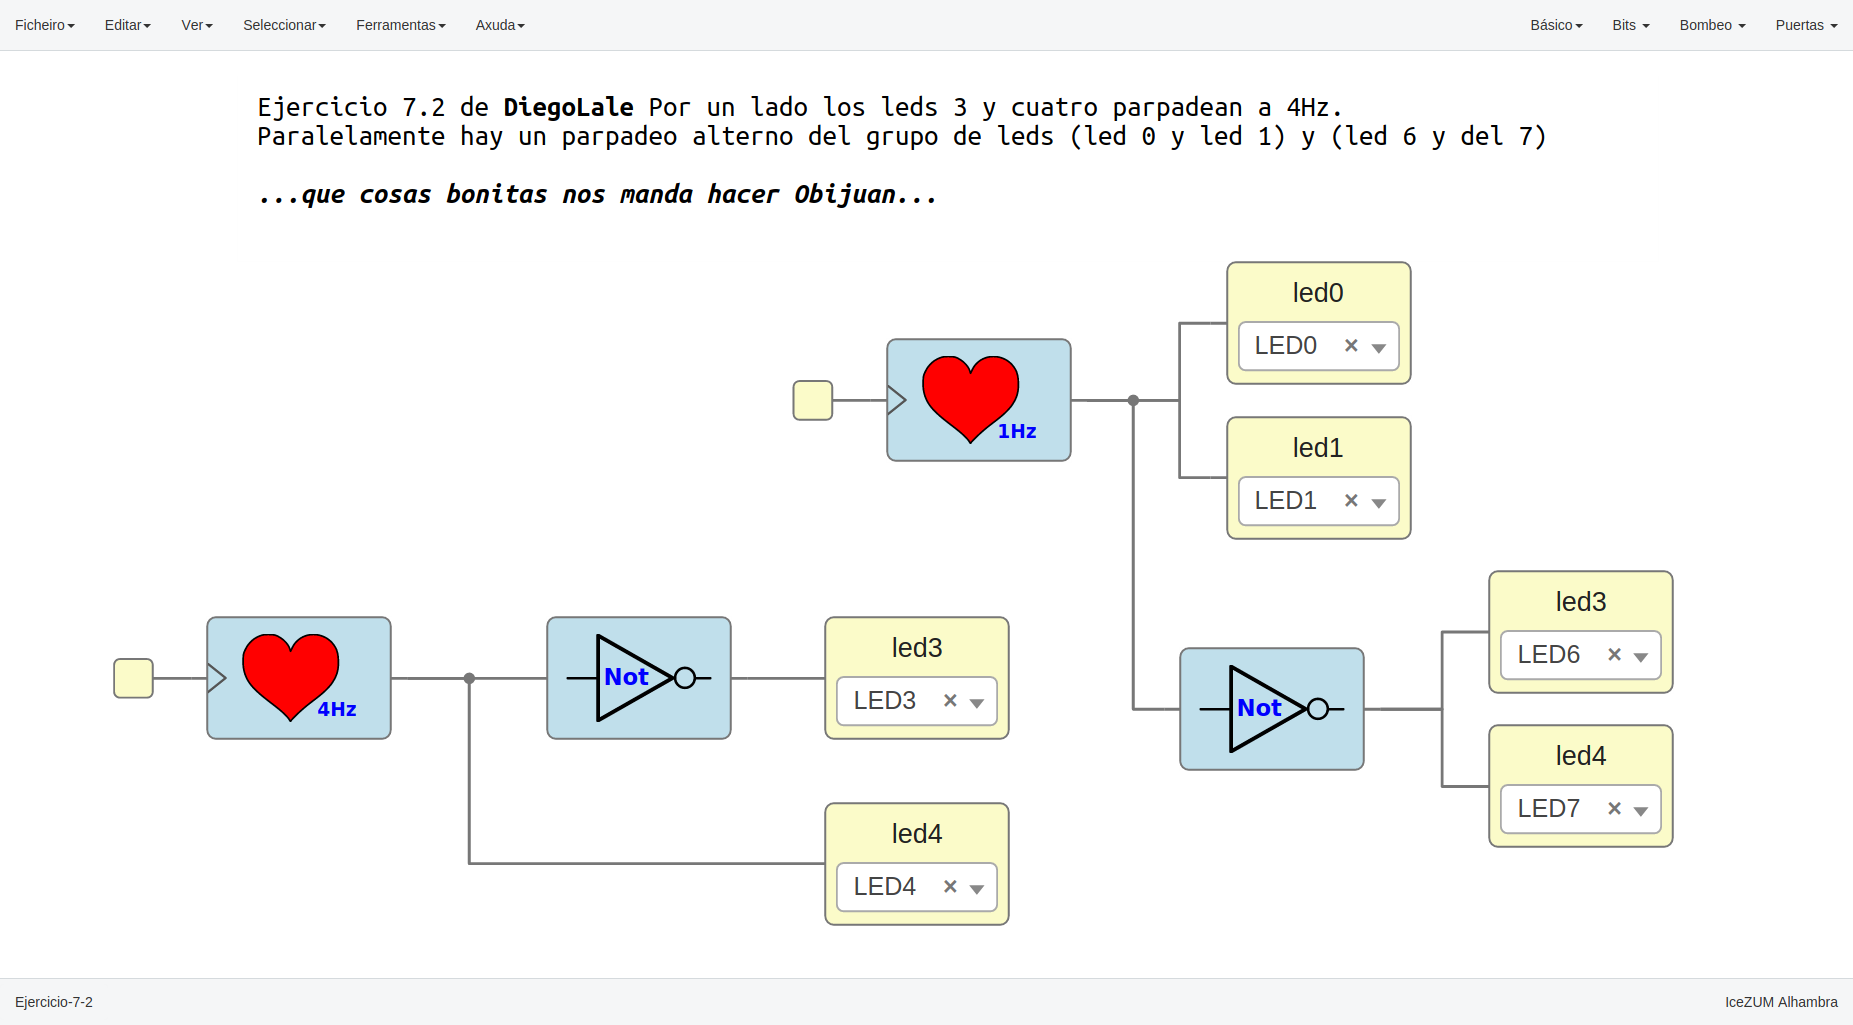 Ficheiro Editar Ver Seleccionar Ferramentas Axuda Básico Bits Bombeo Puertas
Ejercicio 7.2 de DiegoLale Por un lado los leds 3 y cuatro parpadean a 4Hz.
Paralelamente hay un parpadeo alterno del grupo de leds (led 0 y led 1) y (led 6 y del 7)
...que cosas bonitas nos manda hacer Obijuan...
led0
LED0 ×
1Hz
led1
LED1 ×
led3
LED6 ×
4Hz
Not
led3
LED3 ×
Not
led4
LED7 ×
led4
LED4 ×
Ejercicio-7-2 IceZUM Alhambra